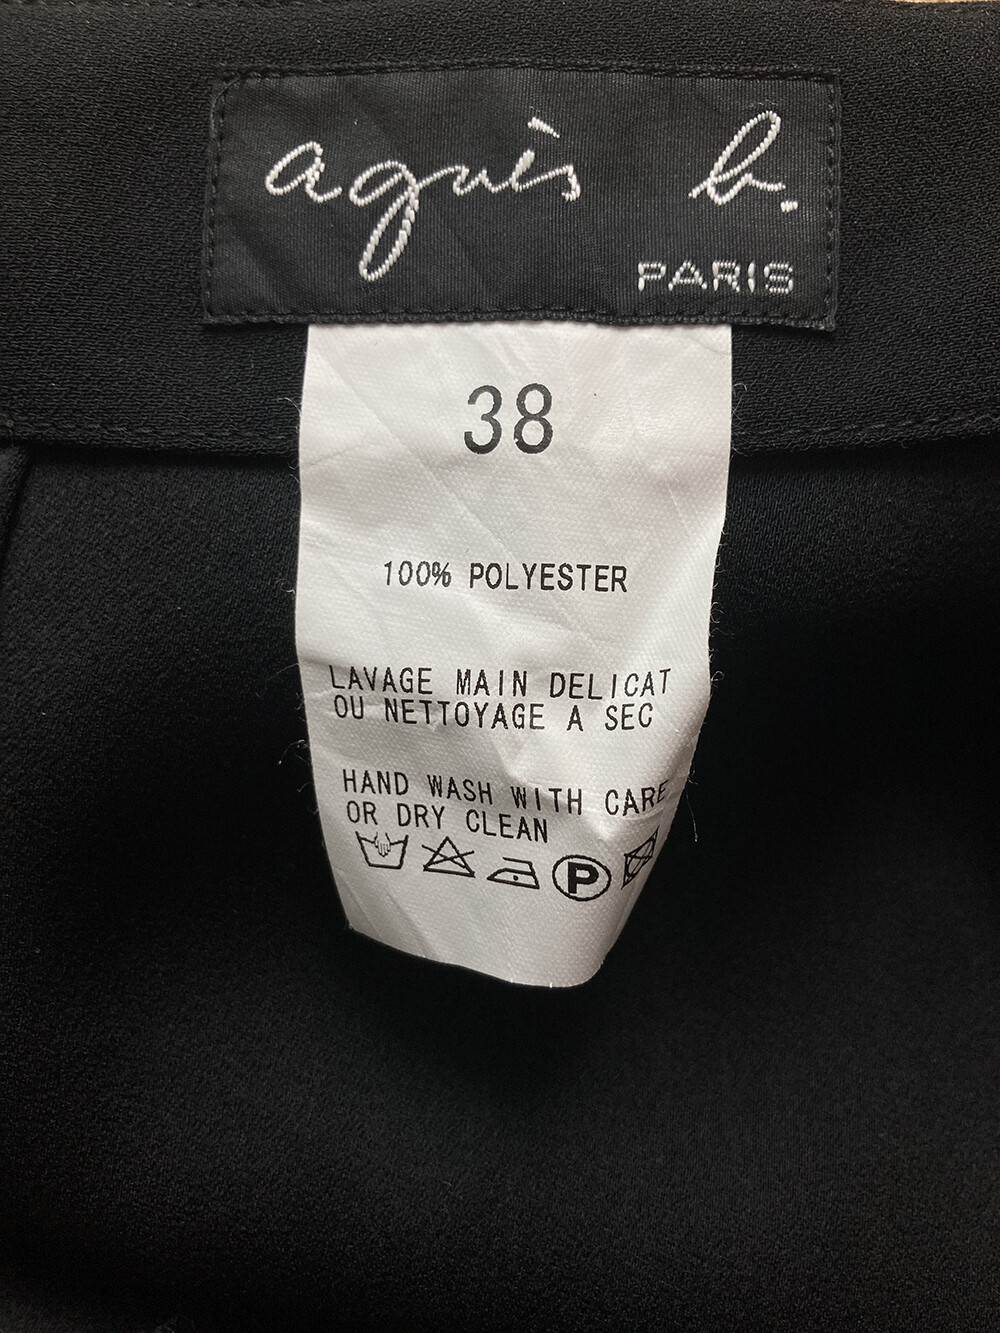 agnès b.
PARIS
38
100% POLYESTER
LAVAGE MAIN DELICAT
OU NETTOYAGE A SEC
HAND WASH WITH CARE
OR DRY CLEAN
P